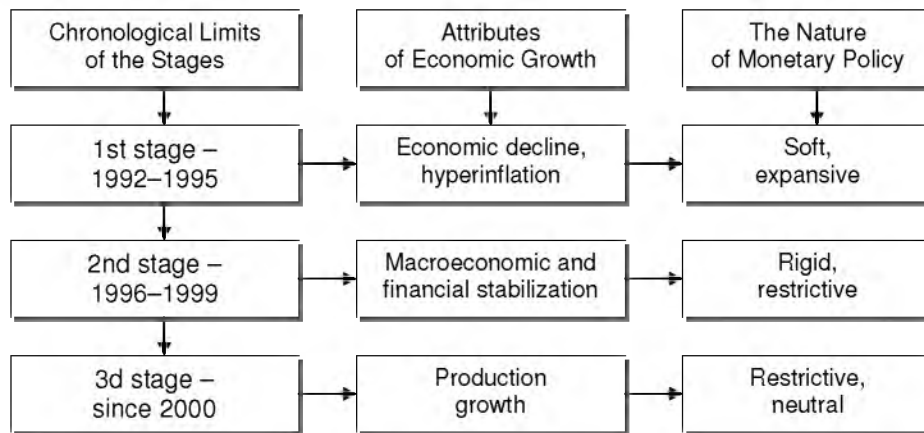 Chronological Limits
of the Stages
Attributes
of Economic Growth
The Nature
of Monetary Policy
1st stage –
1992–1995
Economic decline,
hyperinflation
Soft,
expansive
2nd stage –
1996–1999
Macroeconomic and
financial stabilization
Rigid,
restrictive
3d stage –
since 2000
Production
growth
Restrictive,
neutral